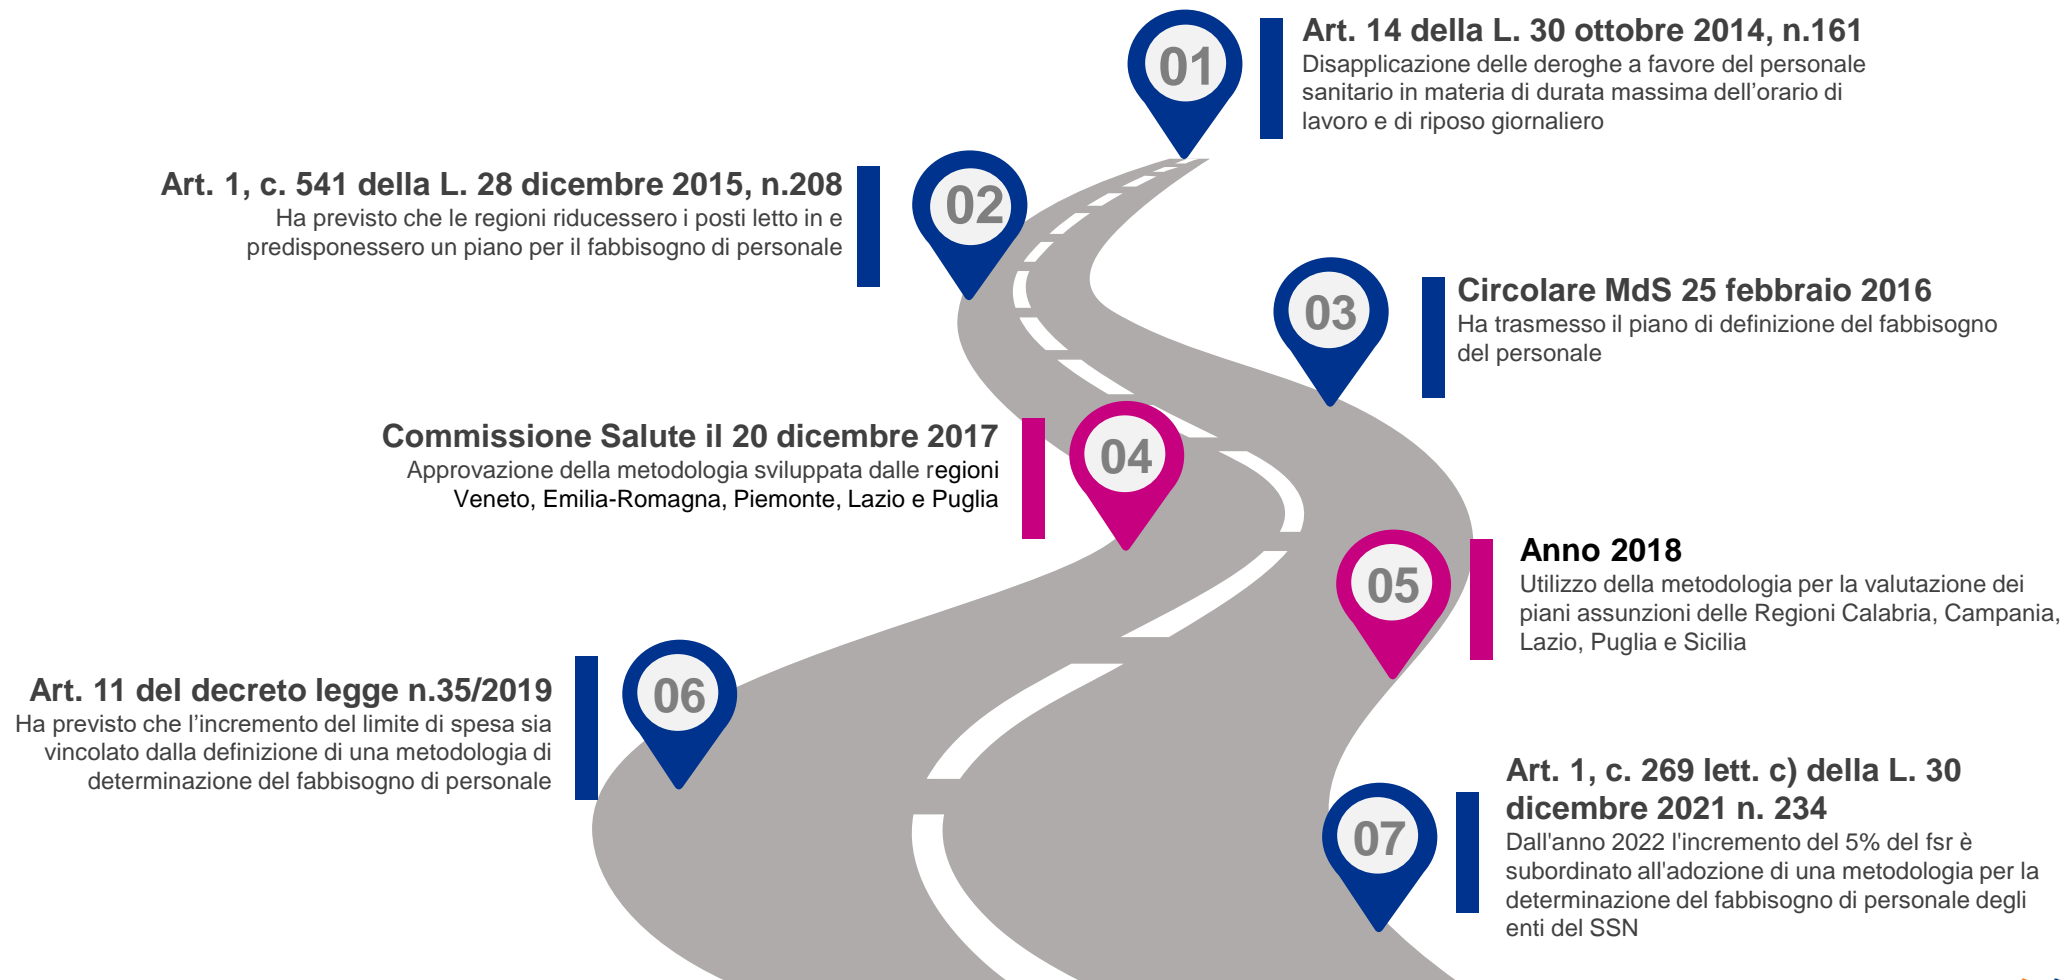 01
Art. 14 della L. 30 ottobre 2014, n.161
Disapplicazione delle deroghe a favore del personale
sanitario in materia di durata massima dell’orario di
lavoro e di riposo giornaliero
02
Art. 1, c. 541 della L. 28 dicembre 2015, n.208
Ha previsto che le regioni riducessero i posti letto in e
predisponessero un piano per il fabbisogno di personale
03
Circolare MdS 25 febbraio 2016
Ha trasmesso il piano di definizione del fabbisogno
del personale
04
Commissione Salute il 20 dicembre 2017
Approvazione della metodologia sviluppata dalle regioni
Veneto, Emilia-Romagna, Piemonte, Lazio e Puglia
05
Anno 2018
Utilizzo della metodologia per la valutazione dei
piani assunzioni delle Regioni Calabria, Campania,
Lazio, Puglia e Sicilia
06
Art. 11 del decreto legge n.35/2019
Ha previsto che l’incremento del limite di spesa sia
vincolato dalla definizione di una metodologia di
determinazione del fabbisogno di personale
07
Art. 1, c. 269 lett. c) della L. 30
dicembre 2021 n. 234
Dall'anno 2022 l'incremento del 5% del fsr è
subordinato all'adozione di una metodologia per la
determinazione del fabbisogno di personale degli
enti del SSN